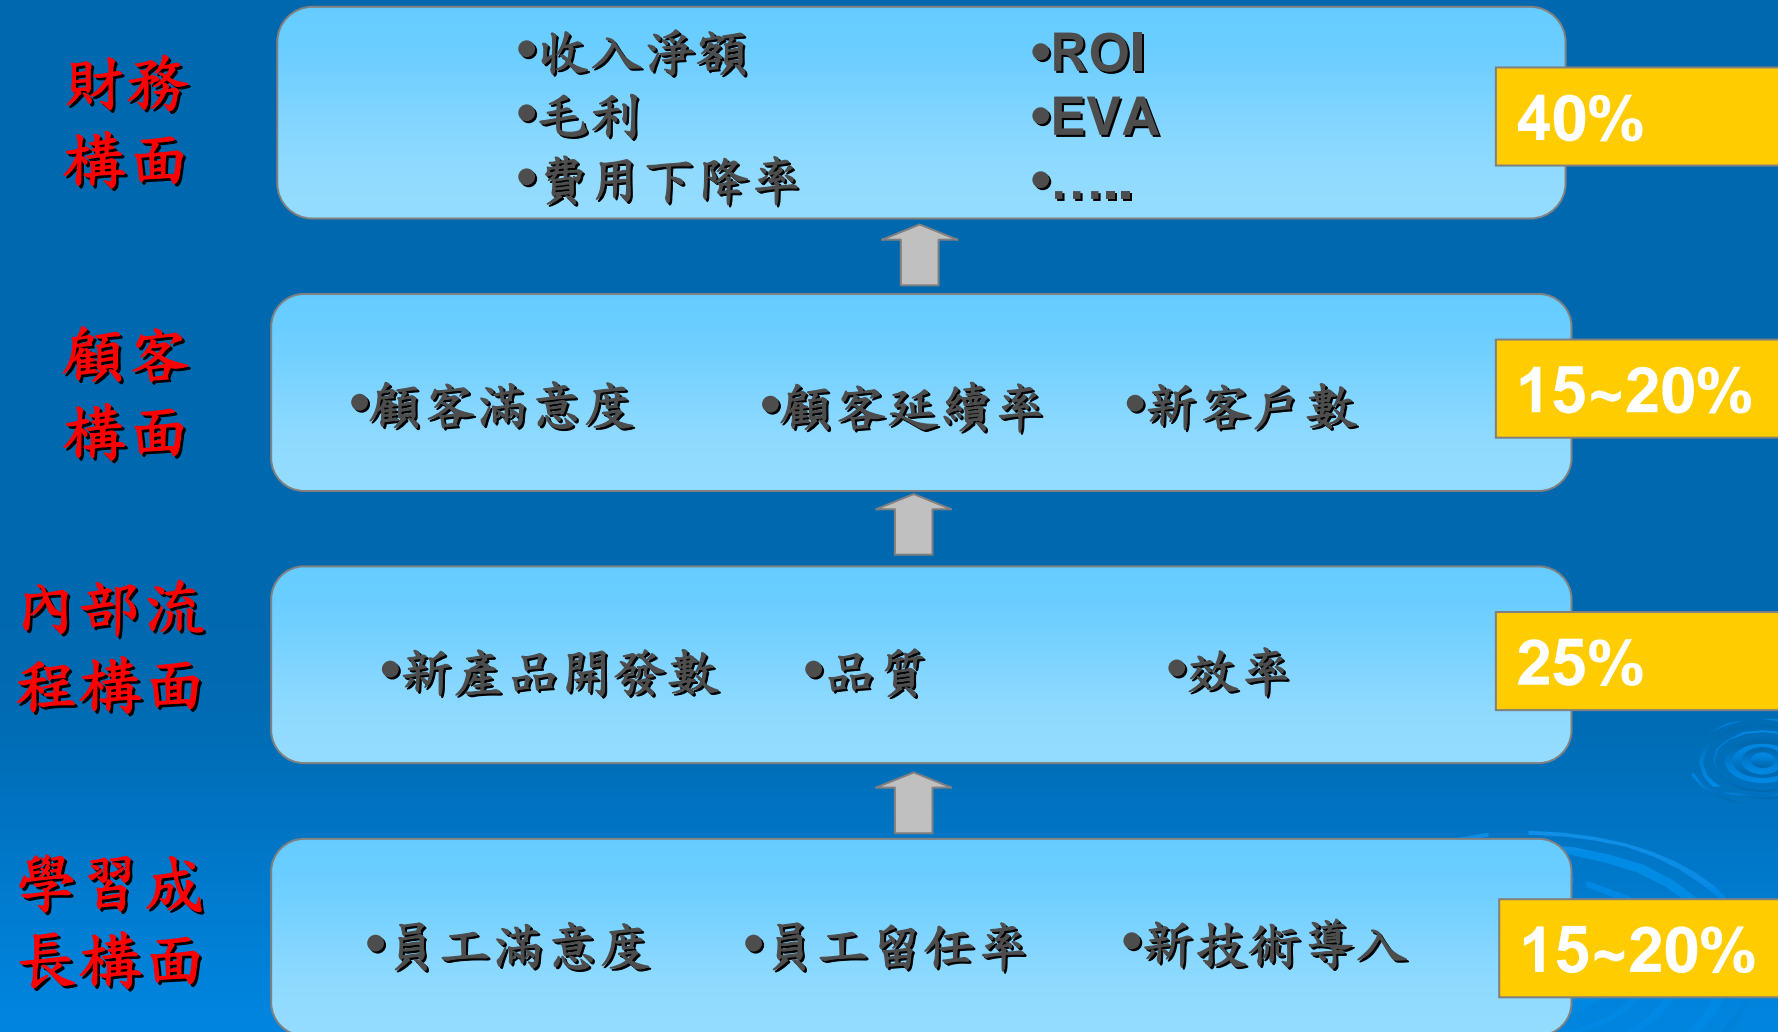 財務
構面
•收入淨額
•毛利
•費用下降率
•ROI
•EVA
•…..
40%
顧客
構面
•顧客滿意度 •顧客延續率 •新客戶數
15~20%
內部流
程構面
•新產品開發數 •品質 •效率
25%
學習成
長構面
•員工滿意度 •員工留任率 •新技術導入
15~20%